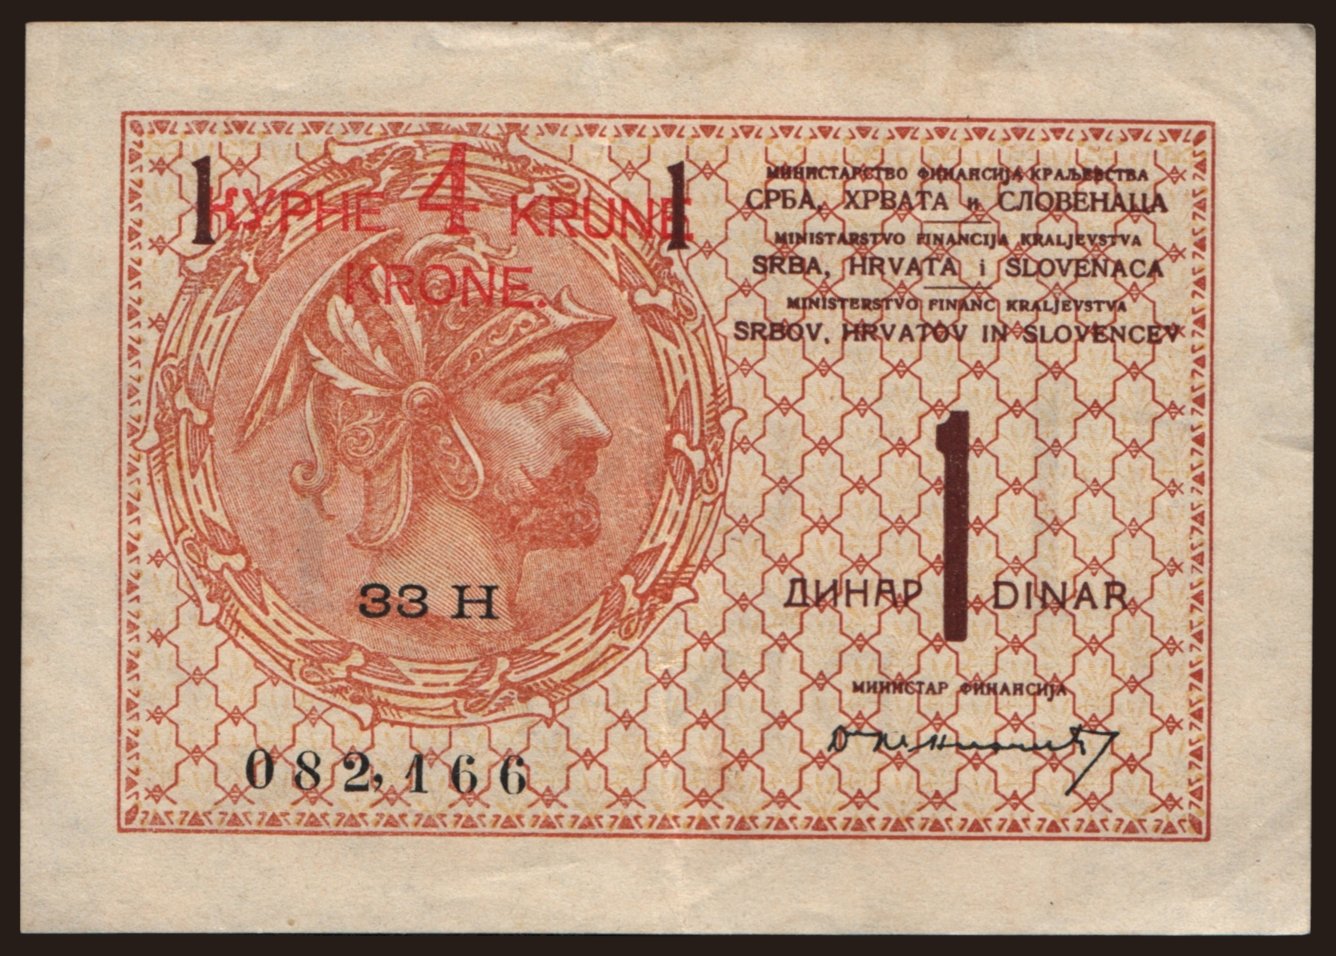 1 КУРНЕ 4 KRUNE 1
KRONE.
МИНИСТАРСТВО ФИНАНСИЈА КРАЉЕВСТВА
СРБА, ХРВАТА и СЛОВЕНАЦА
MINISTARSTVO FINANCIJA KRALJEVSTVA
SRBA, HRVATA i SLOVENACA
MINISTERSTVO FINANC KRALJEVSTVA
SRBOV, HRVATOV IN SLOVENCEV
33 H
ДИНАР 1 DINAR
МИНИСТАР ФИНАНСИЈА
082,166